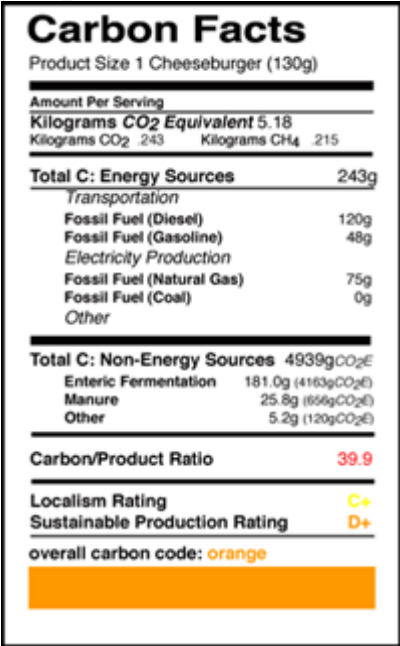 Carbon Facts
Product Size 1 Cheeseburger (130g)
Amount Per Serving
Kilograms CO2 Equivalent 5.18
Kilograms CO2 .243 Kilograms CH4 .215
Total C: Energy Sources 243g
Transportation
Fossil Fuel (Diesel) 120g
Fossil Fuel (Gasoline) 48g
Electricity Production
Fossil Fuel (Natural Gas) 75g
Fossil Fuel (Coal) 0g
Other
Total C: Non-Energy Sources 4939gCO2E
Enteric Fermentation 181.0g (4163gCO2E)
Manure 25.8g (656gCO2E)
Other 5.2g (120gCO2E)
Carbon/Product Ratio 39.9
Localism Rating C+
Sustainable Production Rating D+
overall carbon code: orange